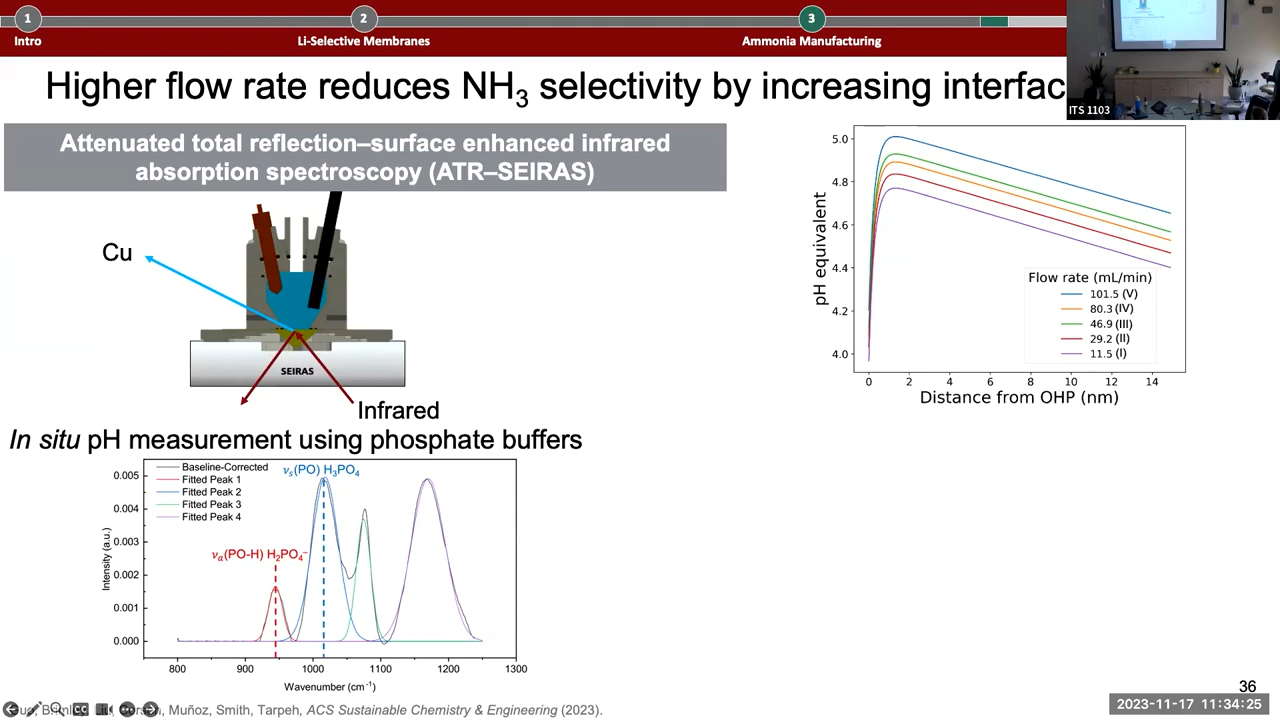 1
2
3
Intro
Li-Selective Membranes
Ammonia Manufacturing
Higher flow rate reduces NH3 selectivity by increasing
ITS 1103
Attenuated total reflection–surface enhanced infrared
absorption spectroscopy (ATR–SEIRAS)
Cu
SEIRAS
Infrared
In situ pH measurement using phosphate buffers
Baseline-Corrected
Fitted Peak 1
Fitted Peak 2
Fitted Peak 3
Fitted Peak 4
νs(PO) H3PO4
να(PO-H) H2PO4−
Intensity (a.u.)
0.005
0.004
0.003
0.002
0.001
0.000
800 900 1000 1100 1200 1300
Wavenumber (cm-1)
pH equivalent
5.0
4.8
4.6
4.4
4.2
4.0
Flow rate (mL/min)
101.5 (V)
80.3 (IV)
46.9 (III)
29.2 (II)
11.5 (I)
0 2 4 6 8 10 12 14
Distance from OHP (nm)
36
2023-11-17 11:34:25
Muñoz, Smith, Tarpeh, ACS Sustainable Chemistry & Engineering (2023).